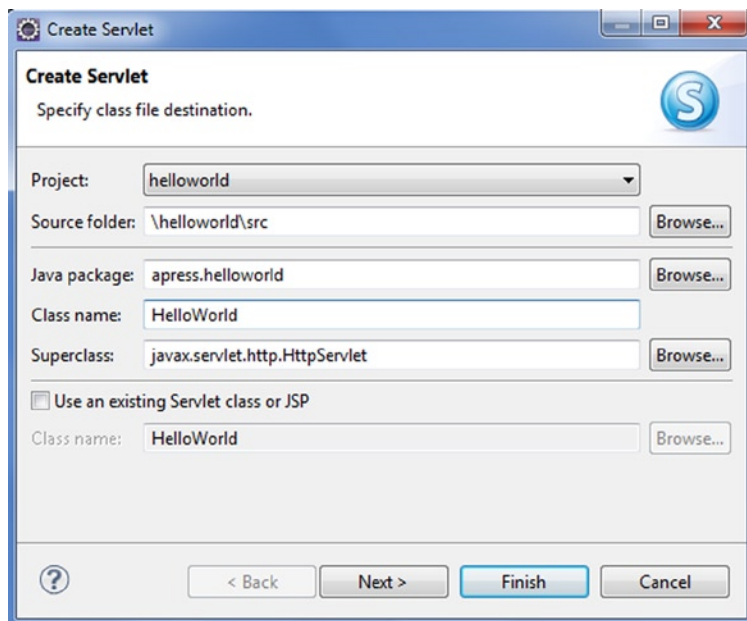 Create Servlet
Create Servlet
Specify class file destination.
S
Project: helloworld
Source folder: \helloworld\src Browse...
Java package: apress.helloworld Browse...
Class name: HelloWorld
Superclass: javax.servlet.http.HttpServlet Browse...
Use an existing Servlet class or JSP
Class name: HelloWorld Browse...
? < Back Next > Finish Cancel